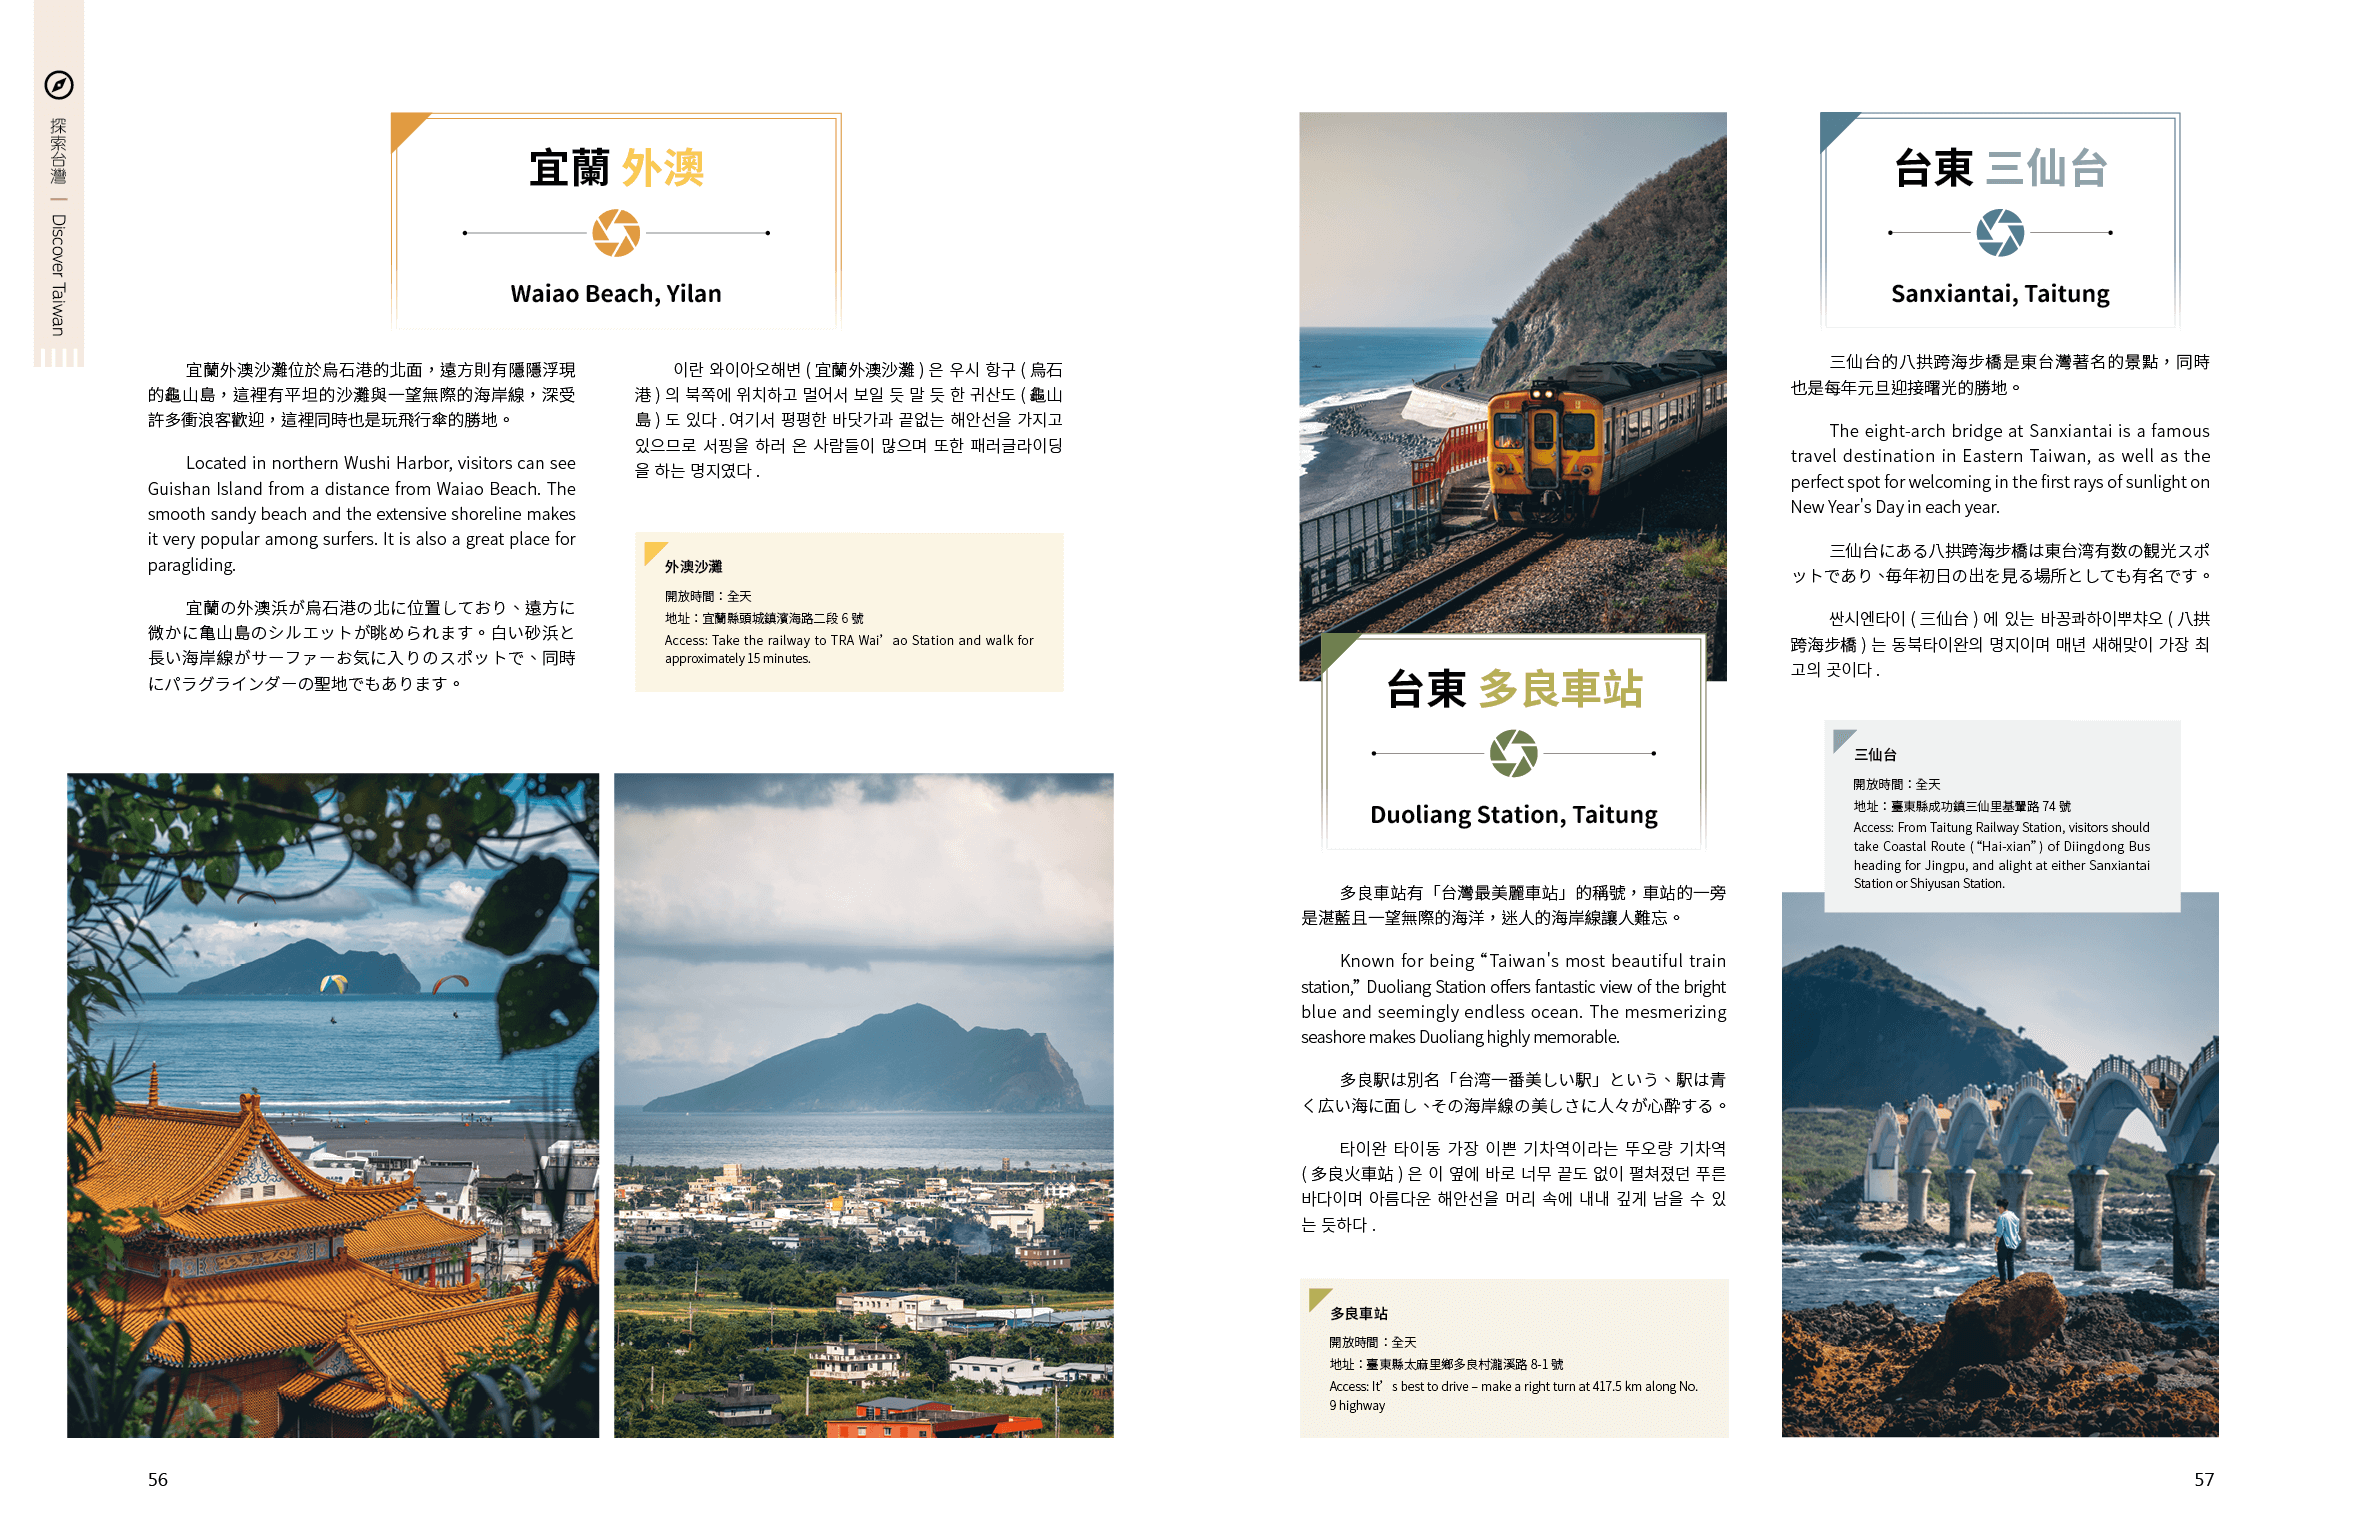 探索台灣 | Discover Taiwan
宜蘭 外澳
Waiao Beach, Yilan
宜蘭外澳沙灘位於烏石港的北面，遠方則有隱隱浮現
的龜山島，這裡有平坦的沙灘與一望無際的海岸線，深受
許多衝浪客歡迎，這裡同時也是玩飛行傘的勝地。
Located in northern Wushi Harbor, visitors can see
Guishan Island from a distance from Waiao Beach. The
smooth sandy beach and the extensive shoreline makes
it very popular among surfers. It is also a great place for
paragliding.
宜蘭の外澳浜が烏石港の北に位置しており、遠方に
微かに亀山島のシルエットが眺められます。白い砂浜と
長い海岸線がサーファーお気に入りのスポットで、同時
にパラグラインダーの聖地でもあります。
이란 와이아오해변 ( 宜蘭外澳沙灘 ) 은 우시 항구 ( 烏石
港 ) 의 북쪽에 위치하고 멀어서 보일 듯 말 듯 한 귀산도 ( 龜山
島 ) 도 있다 . 여기서 평평한 바닷가과 끝없는 해안선을 가지고
있으므로 서핑을 하러 온 사람들이 많으며 또한 패러글라이딩
을 하는 명지였다 .
外澳沙灘
開放時間：全天
地址：宜蘭縣頭城鎮濱海路二段 6 號
Access: Take the railway to TRA Wai’ao Station and walk for
approximately 15 minutes.
56
台東 多良車站
Duoliang Station, Taitung
多良車站有「台灣最美麗車站」的稱號，車站的一旁
是湛藍且一望無際的海洋，迷人的海岸線讓人難忘。
Known for being “Taiwan's most beautiful train
station,” Duoliang Station offers fantastic view of the bright
blue and seemingly endless ocean. The mesmerizing
seashore makes Duoliang highly memorable.
多良駅は別名「台湾一番美しい駅」という、駅は青
く広い海に面し、その海岸線の美しさに人々が心酔する。
타이완 타이동 가장 이쁜 기차역이라는 뚜오량 기차역
( 多良火車站 ) 은 이 옆에 바로 너무 끝도 없이 펼쳐졌던 푸른
바다이며 아름다운 해안선을 머리 속에 내내 깊게 남을 수 있
는 듯하다 .
多良車站
開放時間：全天
地址：臺東縣太麻里鄉多良村瀧溪路 8-1 號
Access: It’s best to drive – make a right turn at 417.5 km along No.
9 highway
台東 三仙台
Sanxiantai, Taitung
三仙台的八拱跨海步橋是東台灣著名的景點，同時
也是每年元旦迎接曙光的勝地。
The eight-arch bridge at Sanxiantai is a famous
travel destination in Eastern Taiwan, as well as the
perfect spot for welcoming in the first rays of sunlight on
New Year's Day in each year.
三仙台にある八拱跨海步橋は東台湾有数の観光スポ
ットであり、毎年初日の出を見る場所としても有名です。
싼시엔타이 ( 三仙台 ) 에 있는 바꽁콰하이뿌챠오 ( 八拱
跨海步橋 ) 는 동북타이완의 명지이며 매년 새해맞이 가장 최
고의 곳이다 .
三仙台
開放時間：全天
地址：臺東縣成功鎮三仙里基翬路 74 號
Access: From Taitung Railway Station, visitors should
take Coastal Route (“Hai-xian”) of Diingdong Bus
heading for Jingpu, and alight at either Sanxiantai
Station or Shiyusan Station.
57